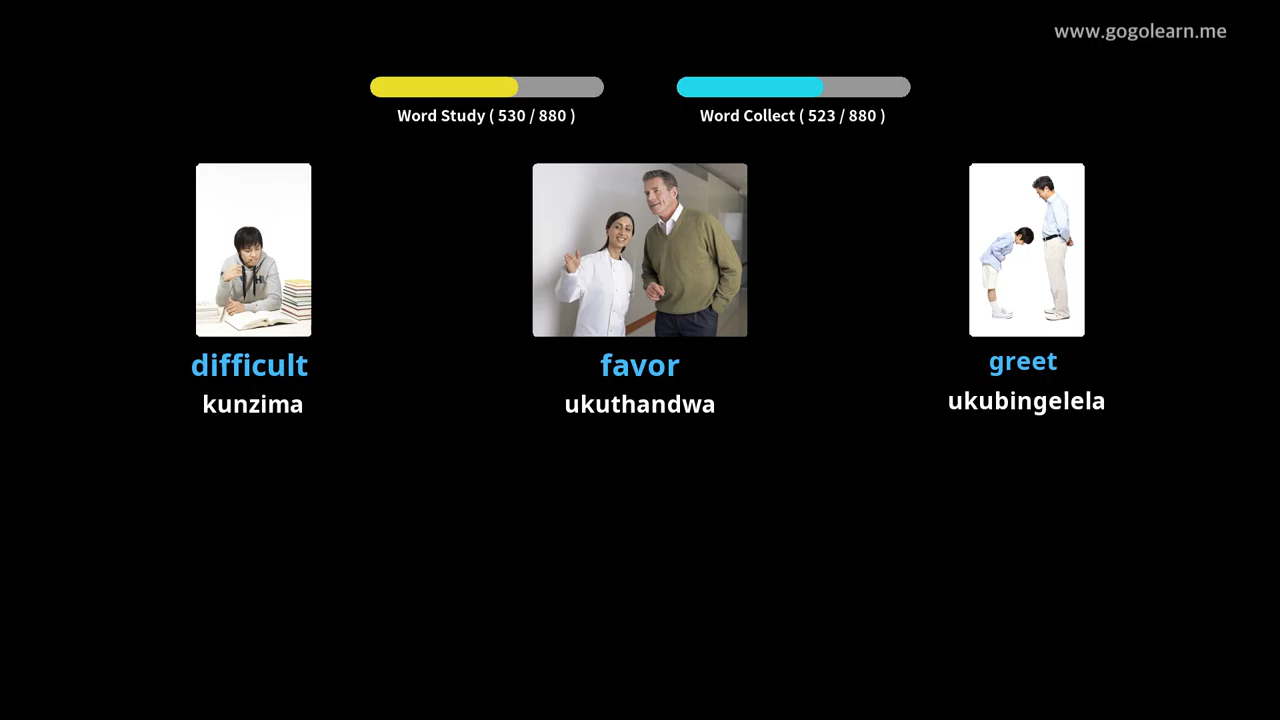 www.gogolearn.me
Word Study ( 530 / 880 )
Word Collect ( 523 / 880 )
difficult
kunzima
favor
ukuthandwa
greet
ukubingelela